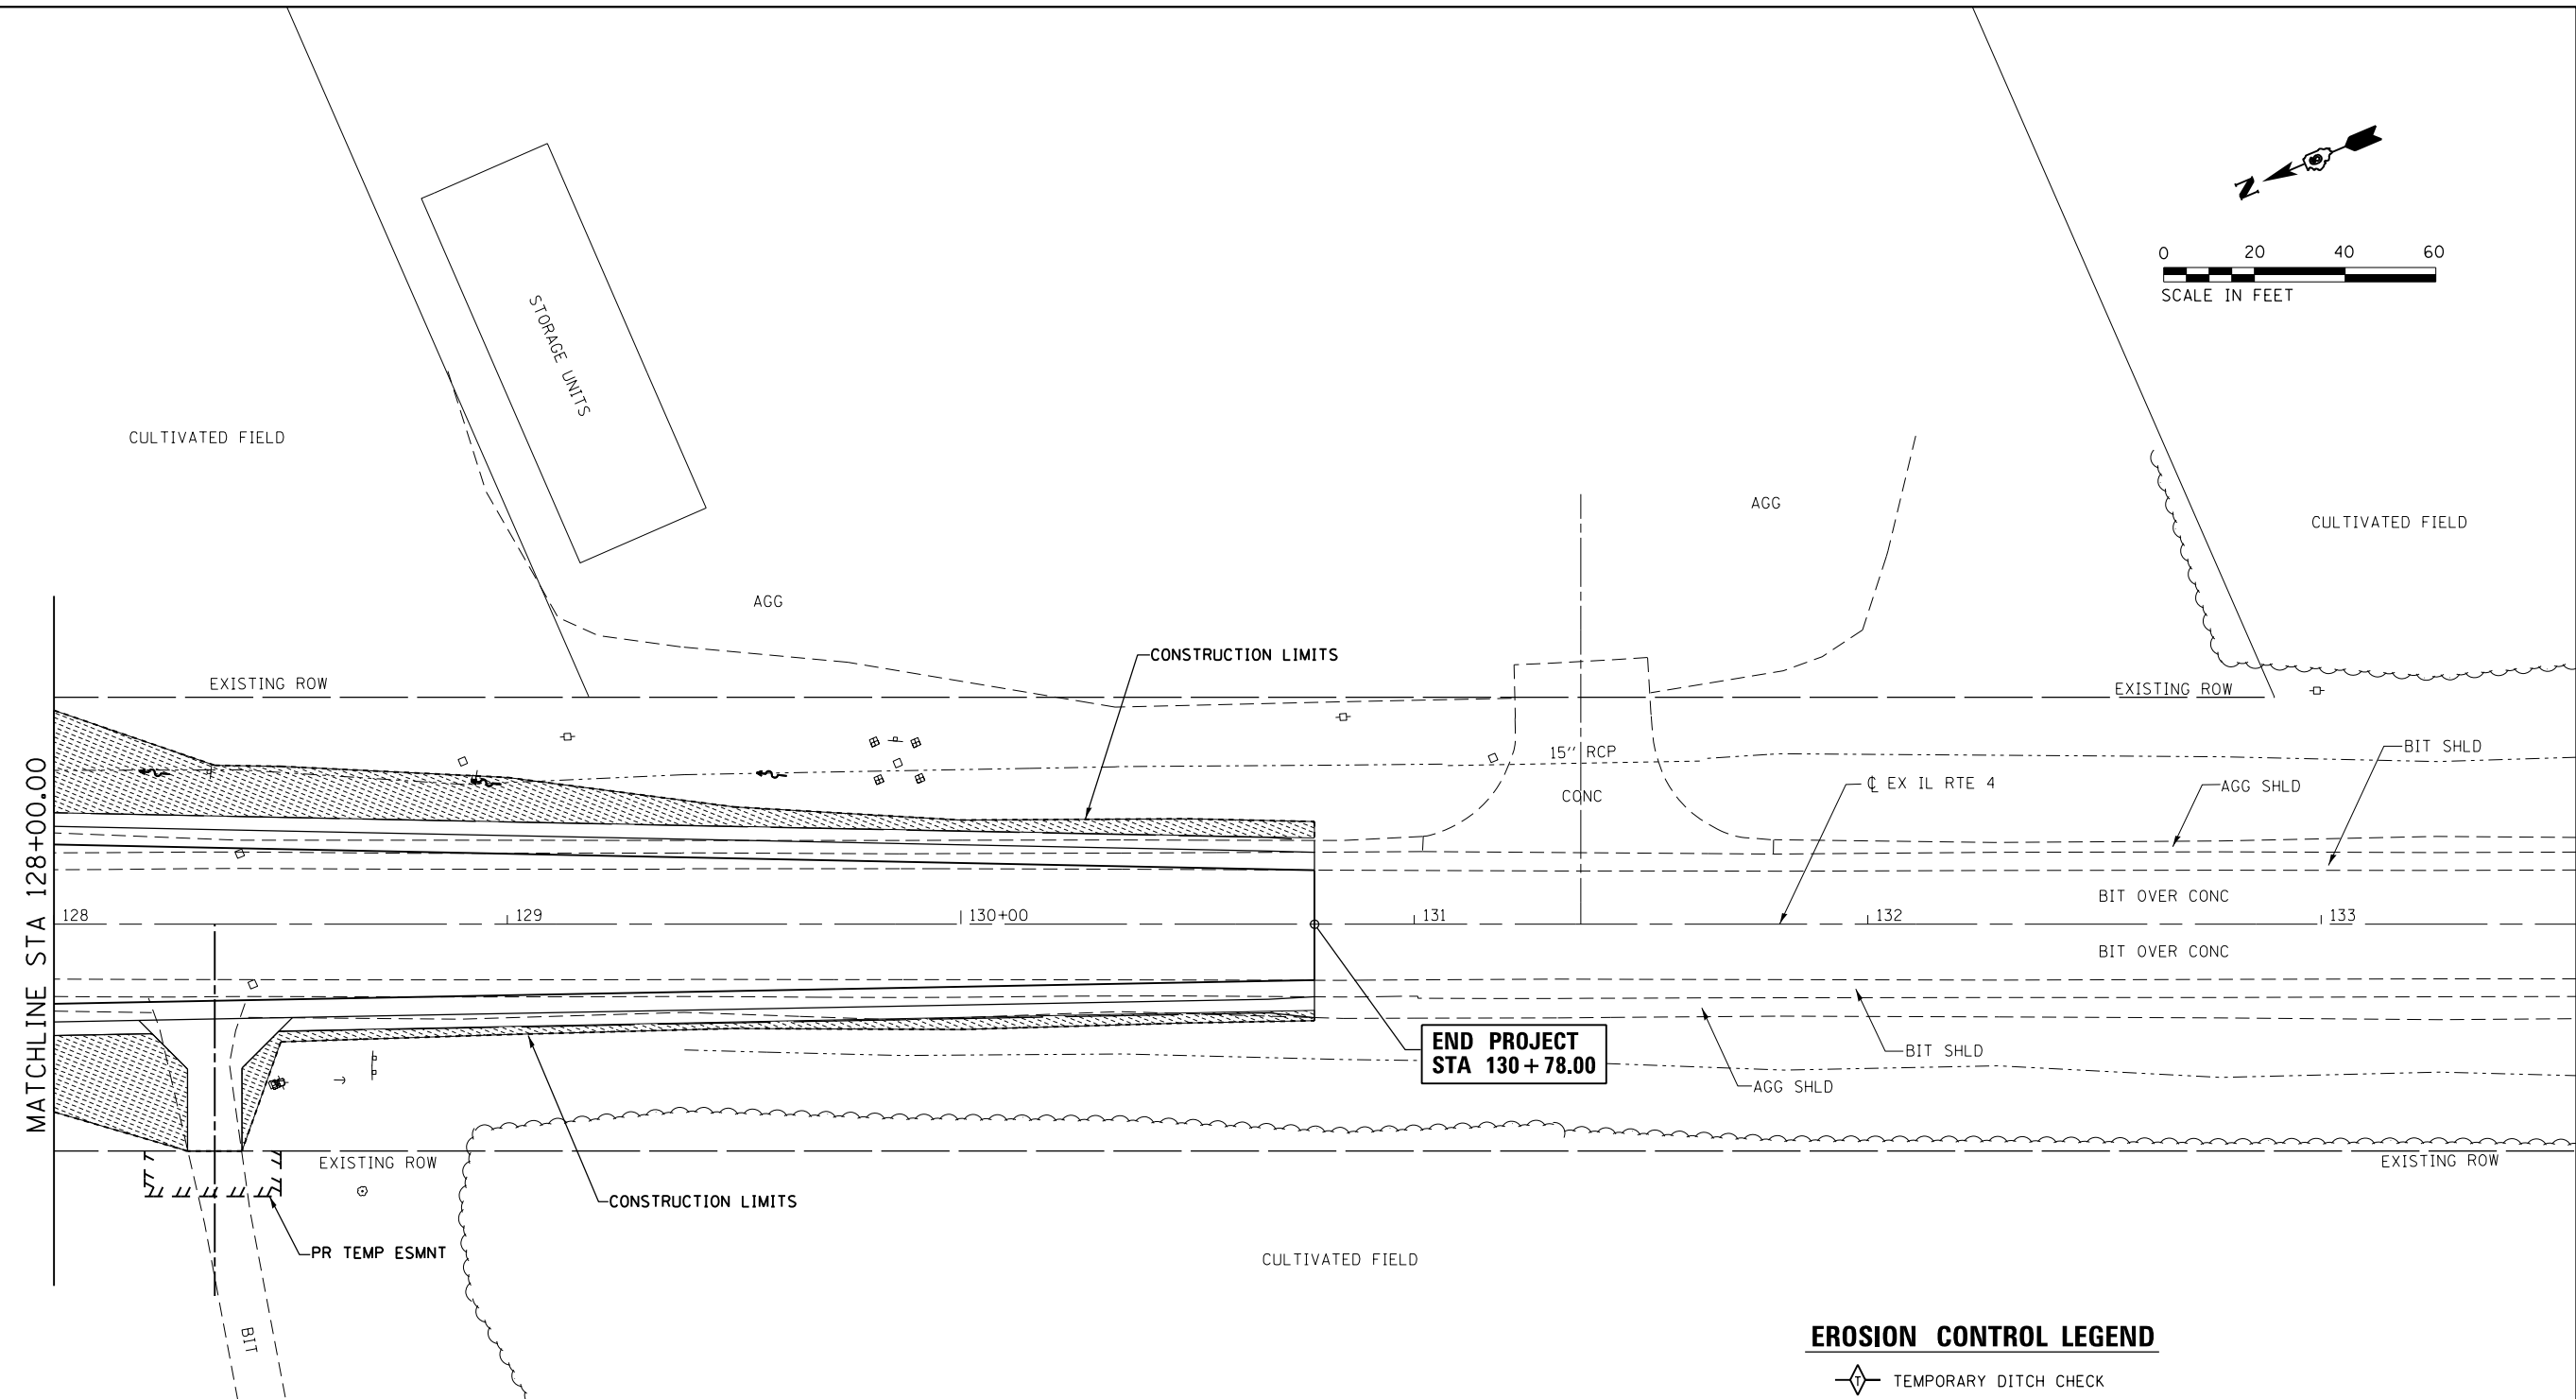 N
0 20 40 60
SCALE IN FEET
STORAGE UNITS
CULTIVATED FIELD
AGG
CULTIVATED FIELD
AGG
CONSTRUCTION LIMITS
EXISTING ROW
EXISTING ROW
15'' RCP
BIT SHLD
CONC
℄ EX IL RTE 4
AGG SHLD
MATCHLINE STA 128+00.00
BIT OVER CONC
128 129 130+00 131 132 133
BIT OVER CONC
END PROJECT
STA 130+78.00
BIT SHLD
AGG SHLD
EXISTING ROW
EXISTING ROW
CONSTRUCTION LIMITS
PR TEMP ESMNT
CULTIVATED FIELD
BIT
EROSION CONTROL LEGEND
T TEMPORARY DITCH CHECK